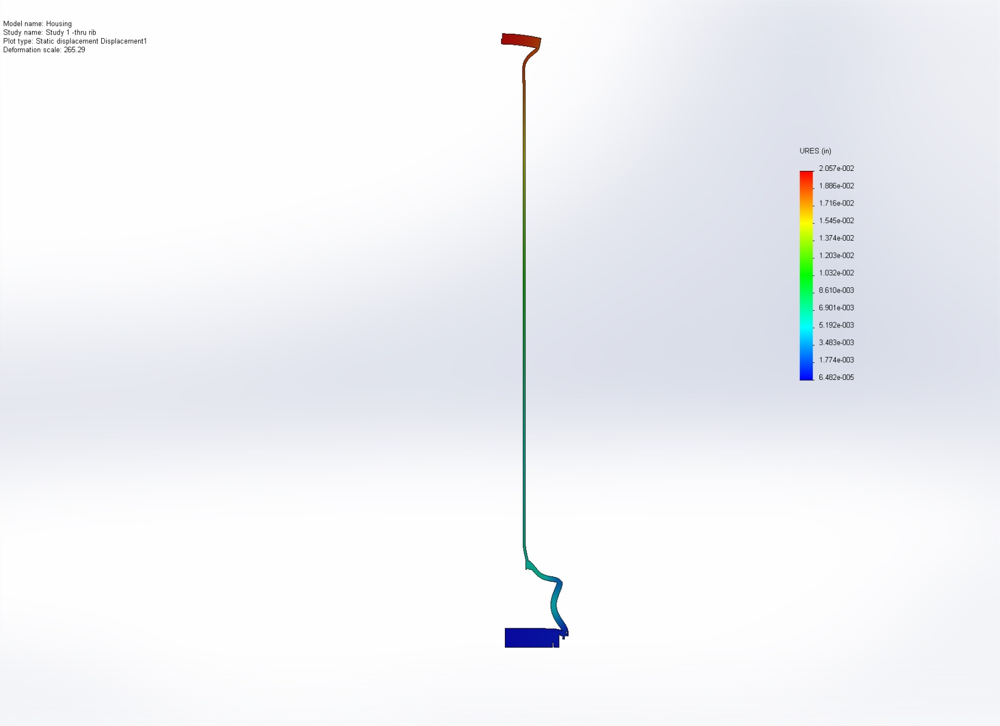 Model name: Housing
Study name: Study 1 -thru rib
Plot type: Static displacement Displacement1
Deformation scale: 265.29
URES (in)
2.057e-002
1.886e-002
1.716e-002
1.545e-002
1.374e-002
1.203e-002
1.032e-002
8.610e-003
6.901e-003
5.192e-003
3.483e-003
1.774e-003
6.482e-005